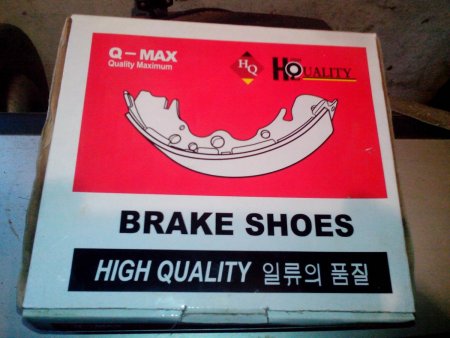 Q-MAX
Quality Maximum
HQ
HQUALITY
BRAKE SHOES
HIGH QUALITY 일류의 품질